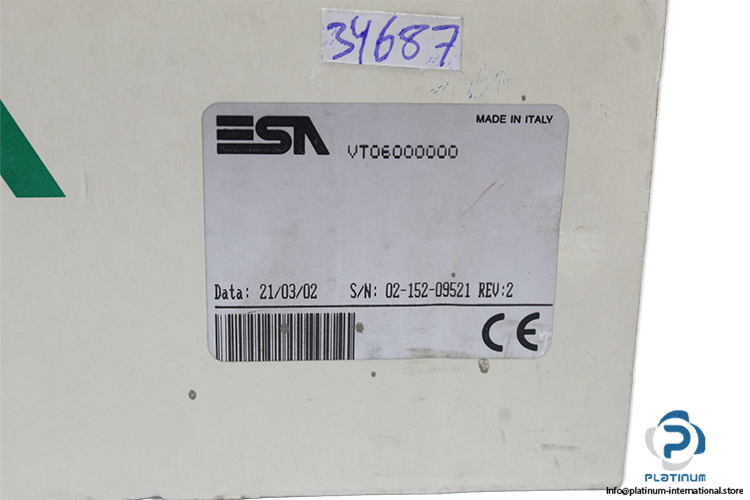 34687
ESA
MADE IN ITALY
VT06000000
Data: 21/03/02 S/N: 02-152-09521 REV:2
CE
PLATINUM
INTERNATIONAL
Info@platinum-international.store